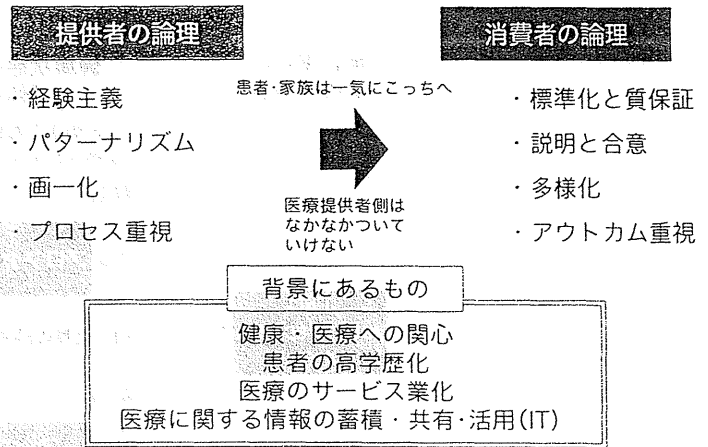 提供者の論理
消費者の論理
・経験主義
・パターナリズム
・画一化
・プロセス重視
患者・家族は一気にこっちへ
医療提供者側は
なかなかついて
いけない
・標準化と質保証
・説明と合意
・多様化
・アウトカム重視
背景にあるもの
健康・医療への関心
患者の高学歴化
医療のサービス業化
医療に関する情報の蓄積・共有・活用(IT)